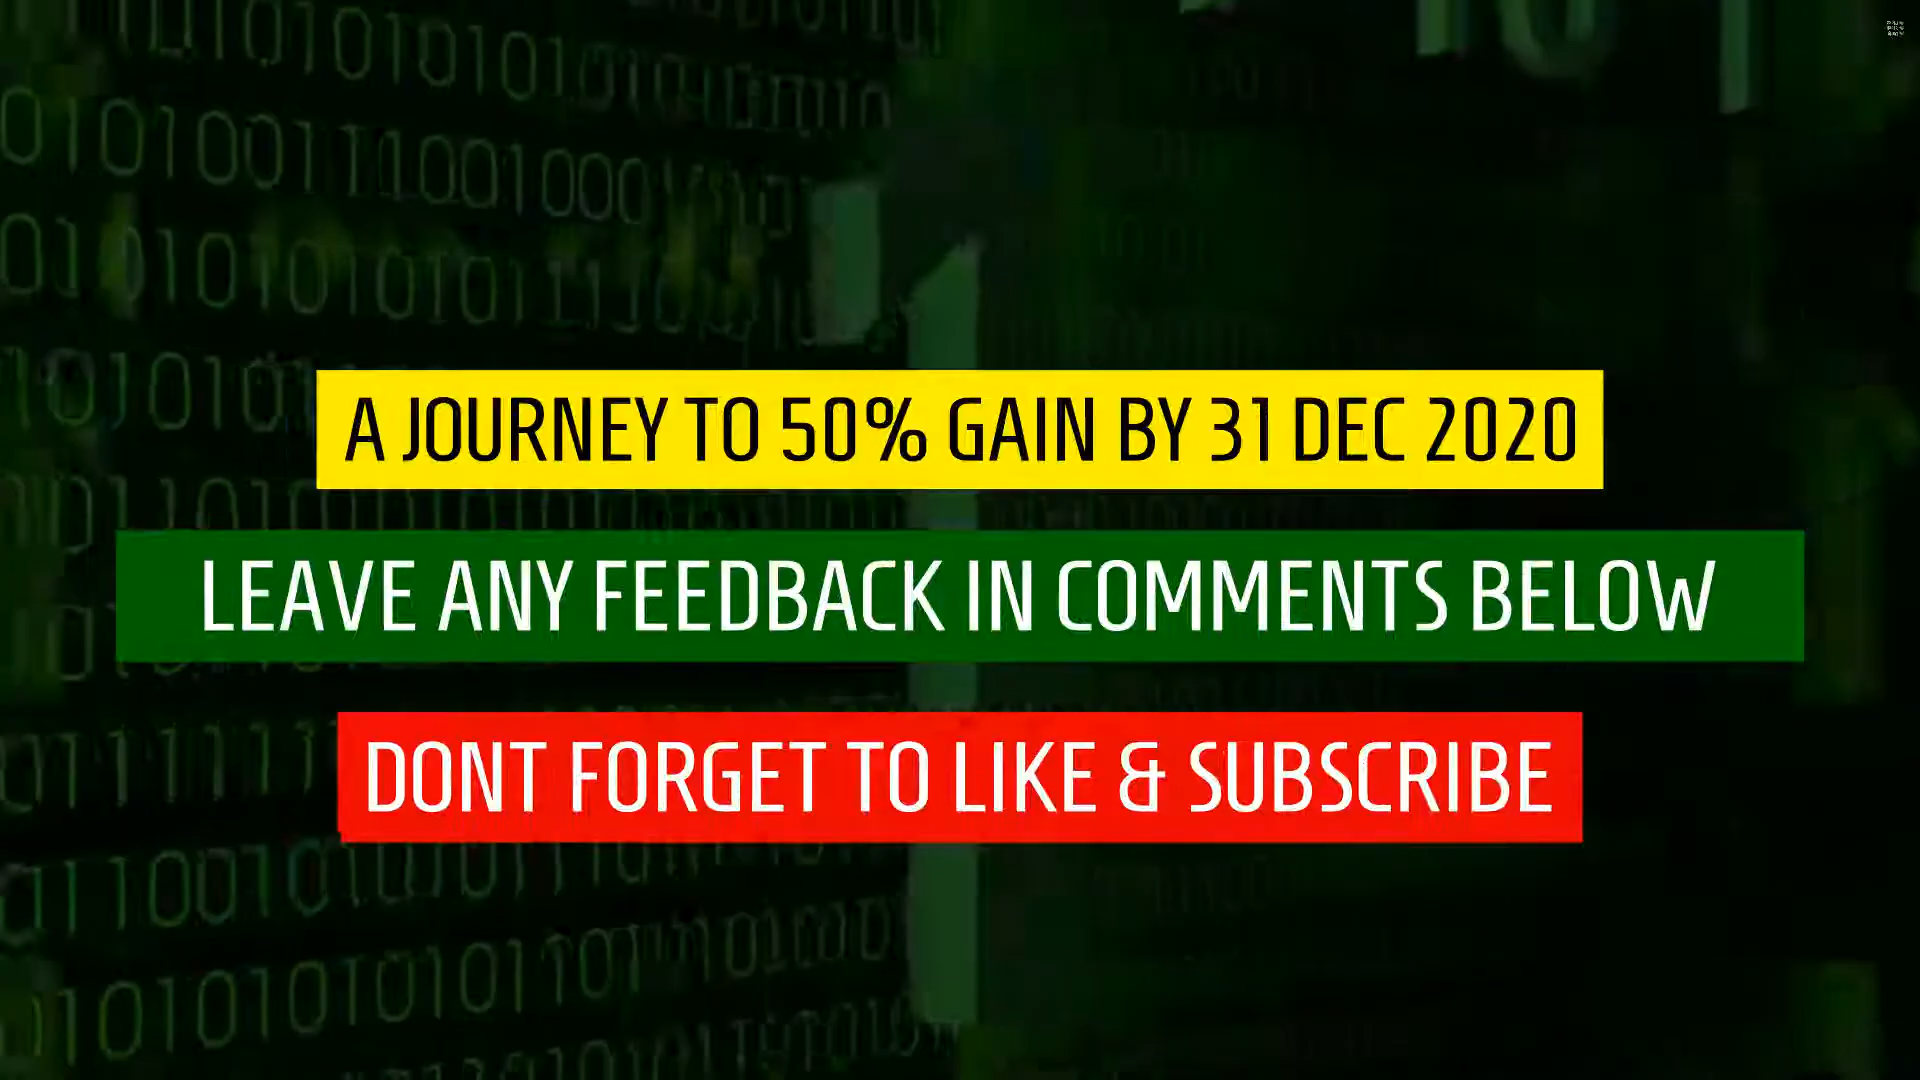 A JOURNEY TO 50% GAIN BY 31 DEC 2020
LEAVE ANY FEEDBACK IN COMMENTS BELOW
DONT FORGET TO LIKE & SUBSCRIBE